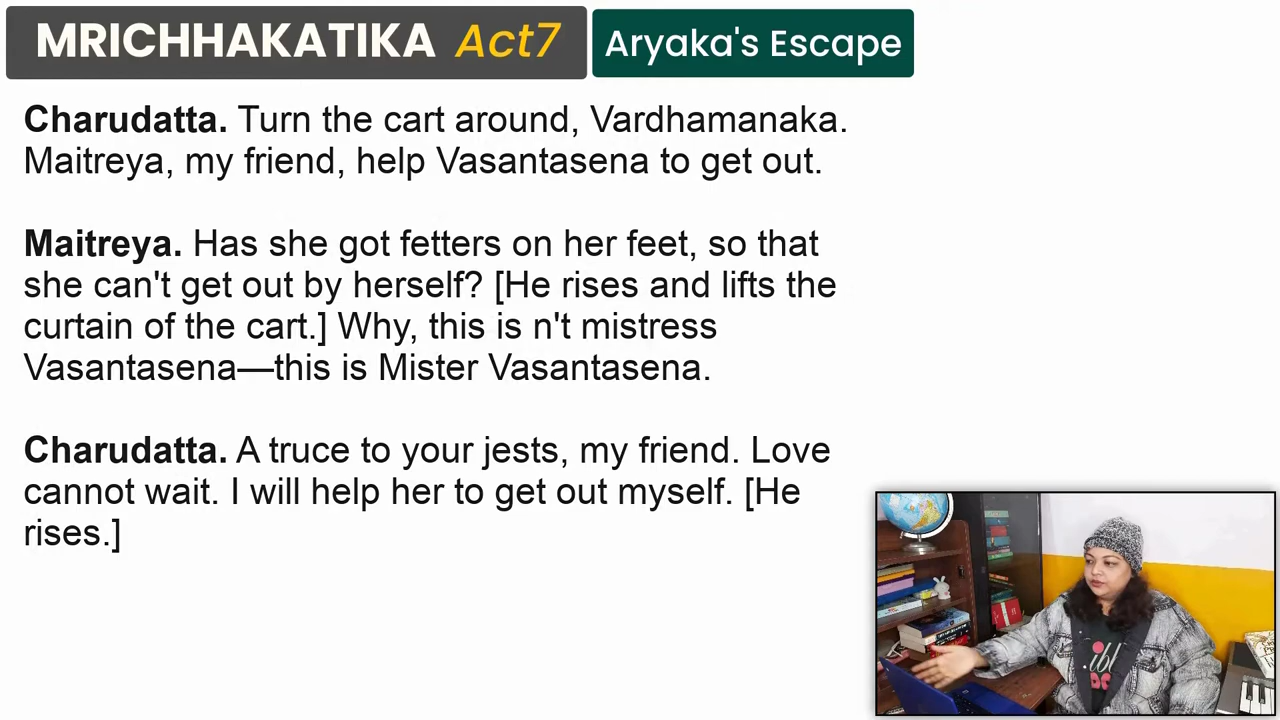 MRICHHAKATIKA Act7
Aryaka's Escape
Charudatta. Turn the cart around, Vardhamanaka.
Maitreya, my friend, help Vasantasena to get out.
Maitreya. Has she got fetters on her feet, so that
she can't get out by herself? [He rises and lifts the
curtain of the cart.] Why, this is n't mistress
Vasantasena—this is Mister Vasantasena.
Charudatta. A truce to your jests, my friend. Love
cannot wait. I will help her to get out myself. [He
rises.]